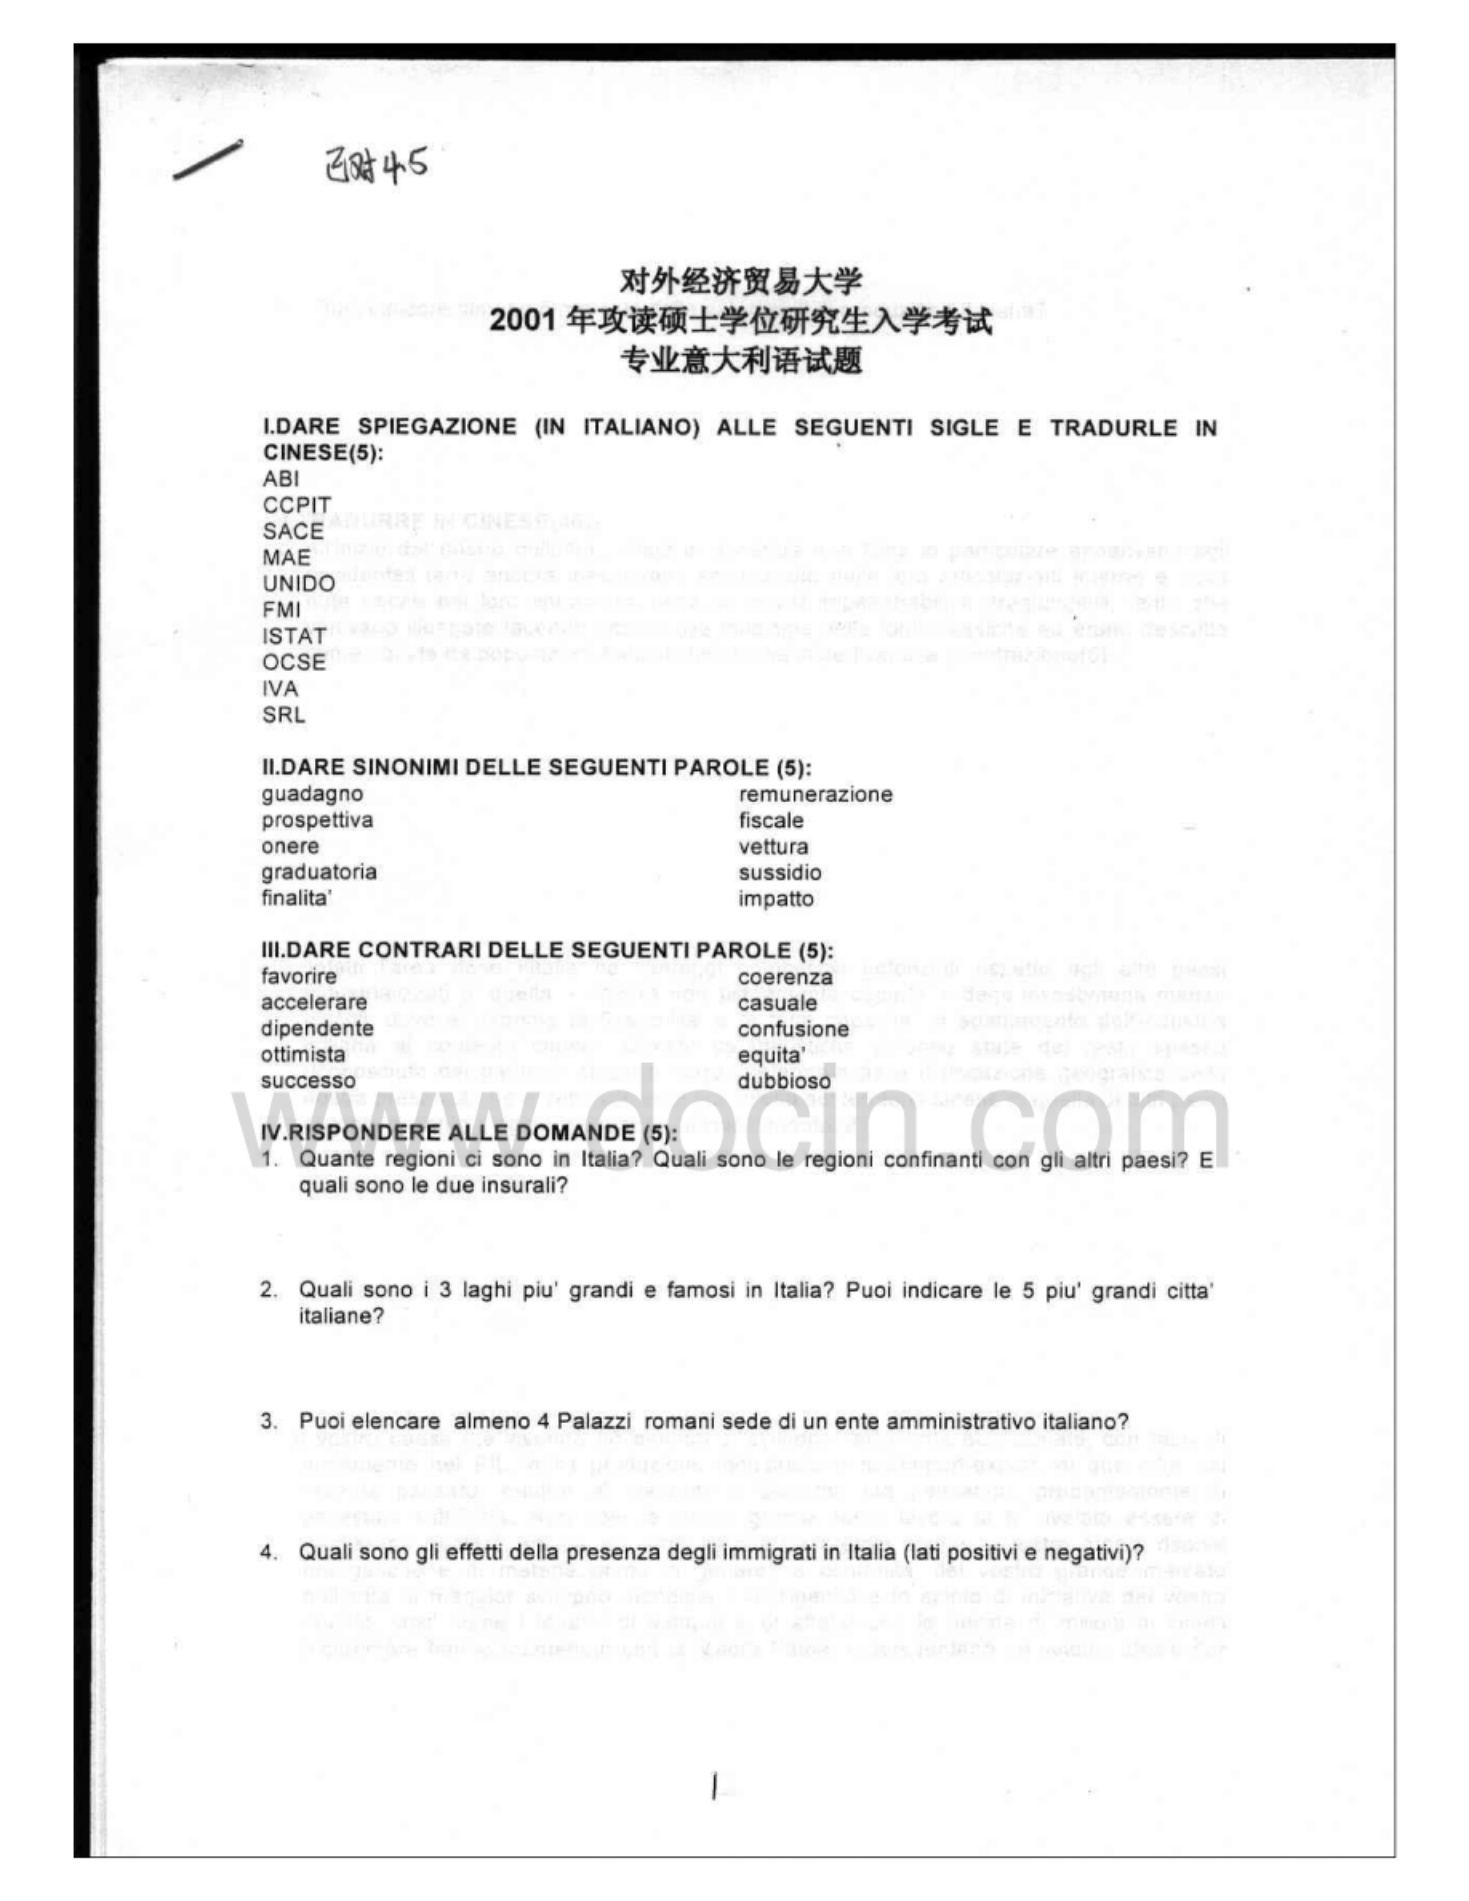 已对 4.5
对外经济贸易大学
2001 年攻读硕士学位研究生入学考试
专业意大利语试题
I.DARE SPIEGAZIONE (IN ITALIANO) ALLE SEGUENTI SIGLE E TRADURLE IN
CINESE(5):
ABI
CCPIT
SACE
MAE
UNIDO
FMI
ISTAT
OCSE
IVA
SRL
II.DARE SINONIMI DELLE SEGUENTI PAROLE (5):
guadagno remunerazione
prospettiva fiscale
onere vettura
graduatoria sussidio
finalita' impatto
III.DARE CONTRARI DELLE SEGUENTI PAROLE (5):
favorire coerenza
accelerare casuale
dipendente confusione
ottimista equita'
successo dubbioso
www.docin.com
IV.RISPONDERE ALLE DOMANDE (5):
1. Quante regioni ci sono in Italia? Quali sono le regioni confinanti con gli altri paesi? E
quali sono le due insurali?
2. Quali sono i 3 laghi piu' grandi e famosi in Italia? Puoi indicare le 5 piu' grandi citta'
italiane?
3. Puoi elencare almeno 4 Palazzi romani sede di un ente amministrativo italiano?
4. Quali sono gli effetti della presenza degli immigrati in Italia (lati positivi e negativi)?
1